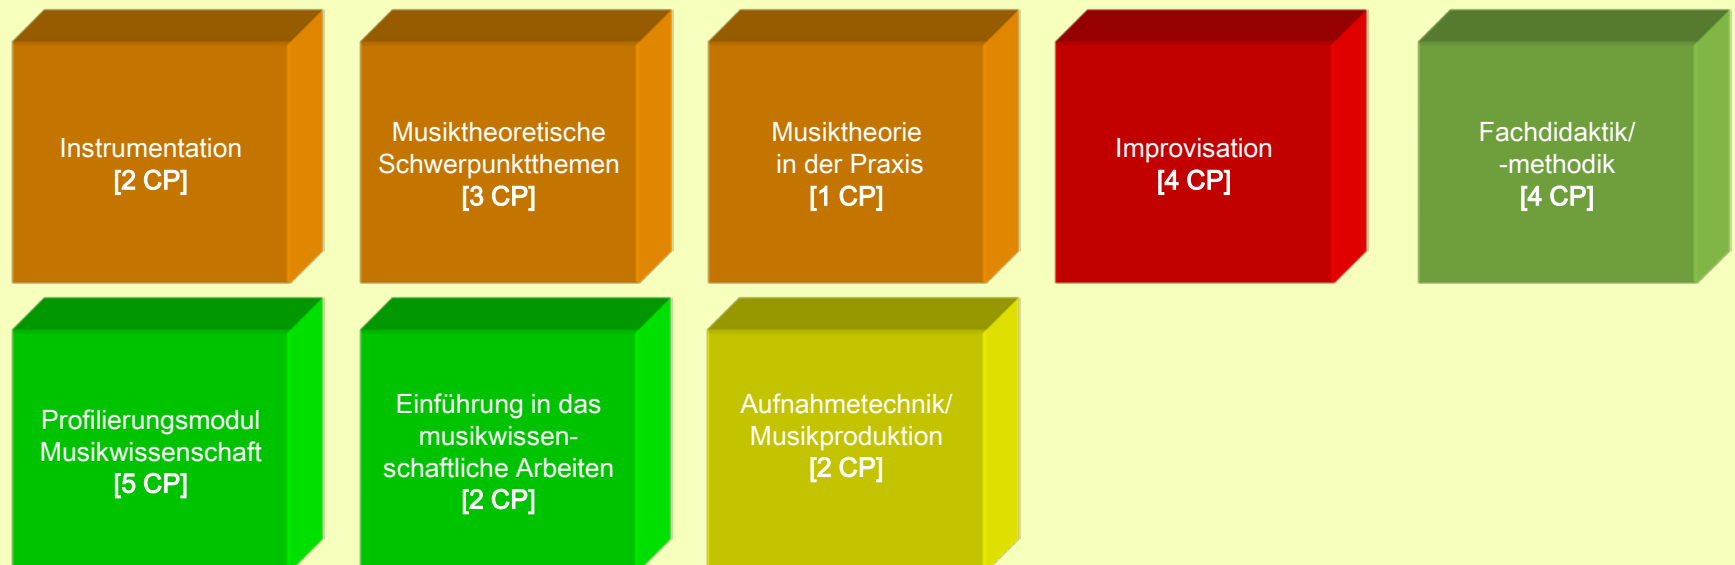 Instrumentation
[2 CP]
Musiktheoretische
Schwerpunktthemen
[3 CP]
Musiktheorie
in der Praxis
[1 CP]
Improvisation
[4 CP]
Fachdidaktik/
-methodik
[4 CP]
Profilierungsmodul
Musikwissenschaft
[5 CP]
Einführung in das
musikwissen-
schaftliche Arbeiten
[2 CP]
Aufnahmetechnik/
Musikproduktion
[2 CP]